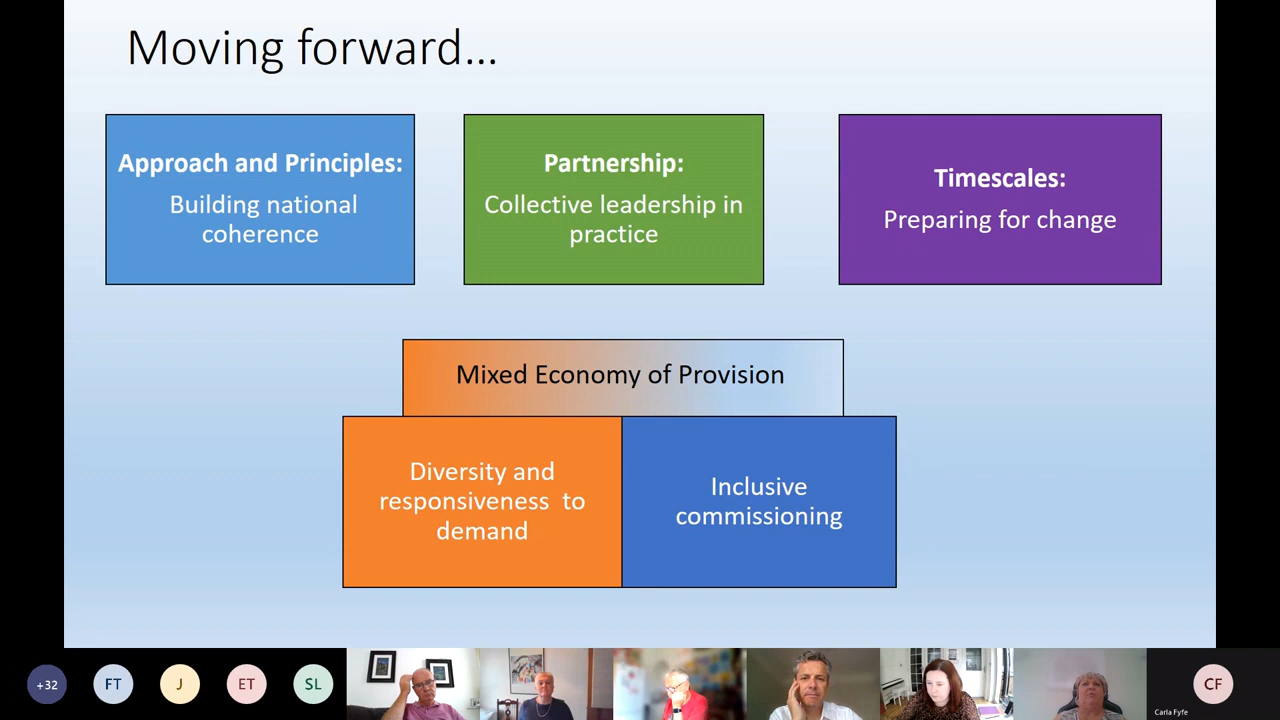 Moving forward...
Approach and Principles:
Building national
coherence
Partnership:
Collective leadership in
practice
Timescales:
Preparing for change
Mixed Economy of Provision
Diversity and
responsiveness to
demand
Inclusive
commissioning
+32
FT
J
ET
SL
CF
Carla Fyfe